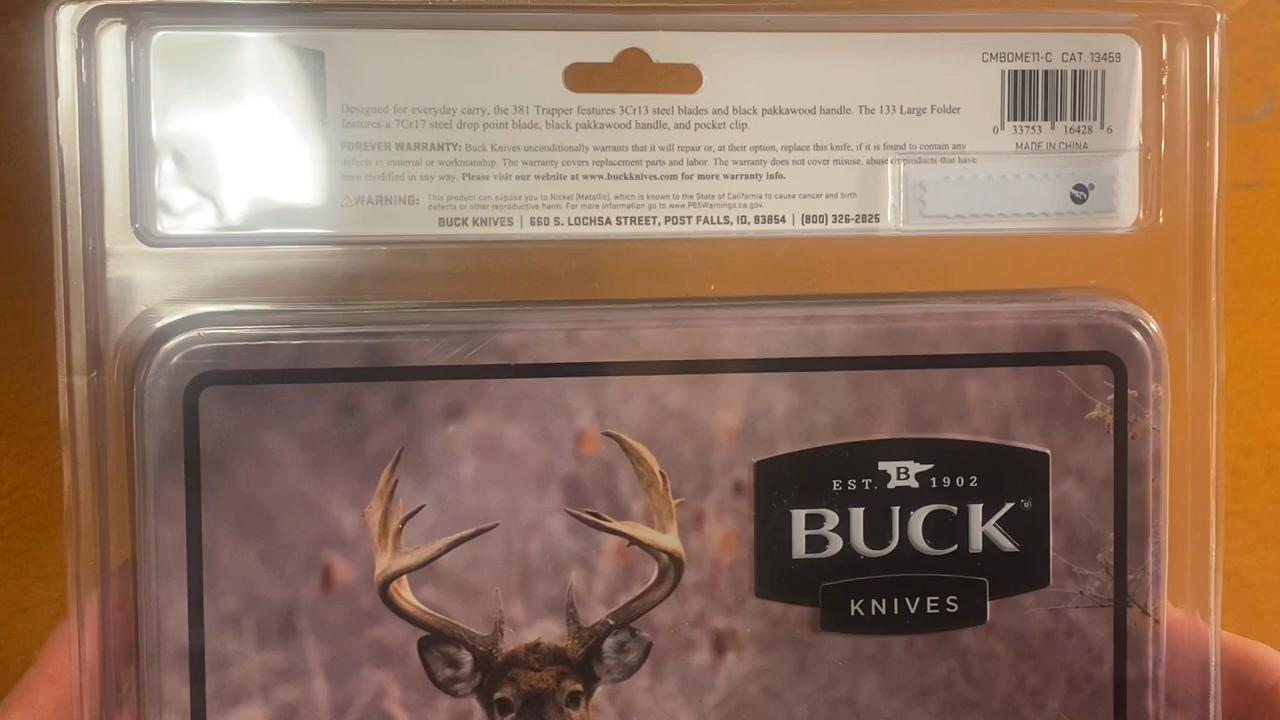 CMBOME11-C CAT. 13459
Designed for everyday carry, the 381 Trapper features 3Cr13 steel blades and black pakkawood handle. The 133 Large Folder
features a 7Cr17 steel drop point blade, black pakkawood handle, and pocket clip.
0 33753 16428 6
MADE IN CHINA
FOREVER WARRANTY: Buck Knives unconditionally warrants that it will repair or, at their option, replace this knife, if it is found to contain any
defects in material or workmanship. The warranty covers replacement parts and labor. The warranty does not cover misuse, abuse or products that have
been modified in any way. Please visit our website at www.buckknives.com for more warranty info.
⚠WARNING: This product can expose you to Nickel (Metallic), which is known to the State of California to cause cancer and birth
defects or other reproductive harm. For more information go to www.P65Warnings.ca.gov.
BUCK KNIVES | 660 S. LOCHSA STREET, POST FALLS, ID, 83854 | (800) 326-2825
EST. B 1902
BUCK®
KNIVES